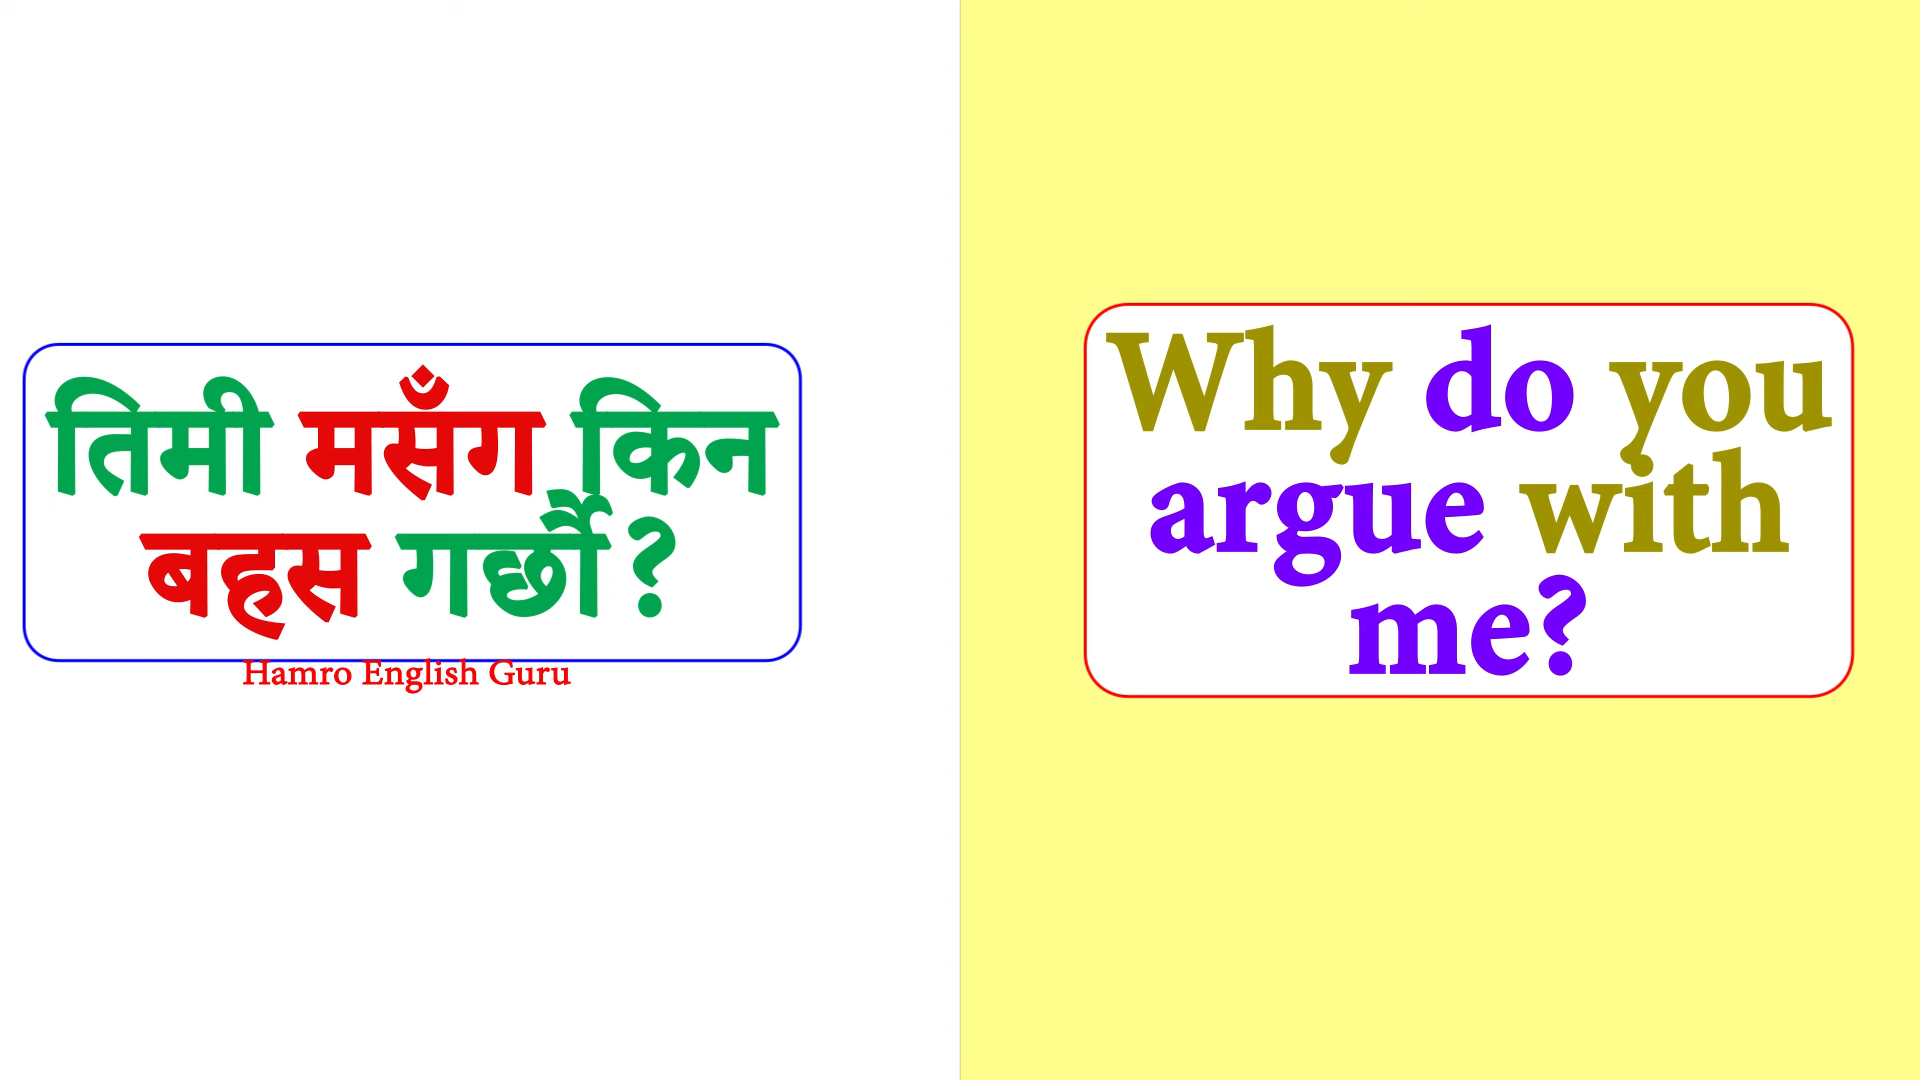 तिमी मसँग किन
बहस गर्छौ ?
Hamro English Guru
Why do you
argue with
me?